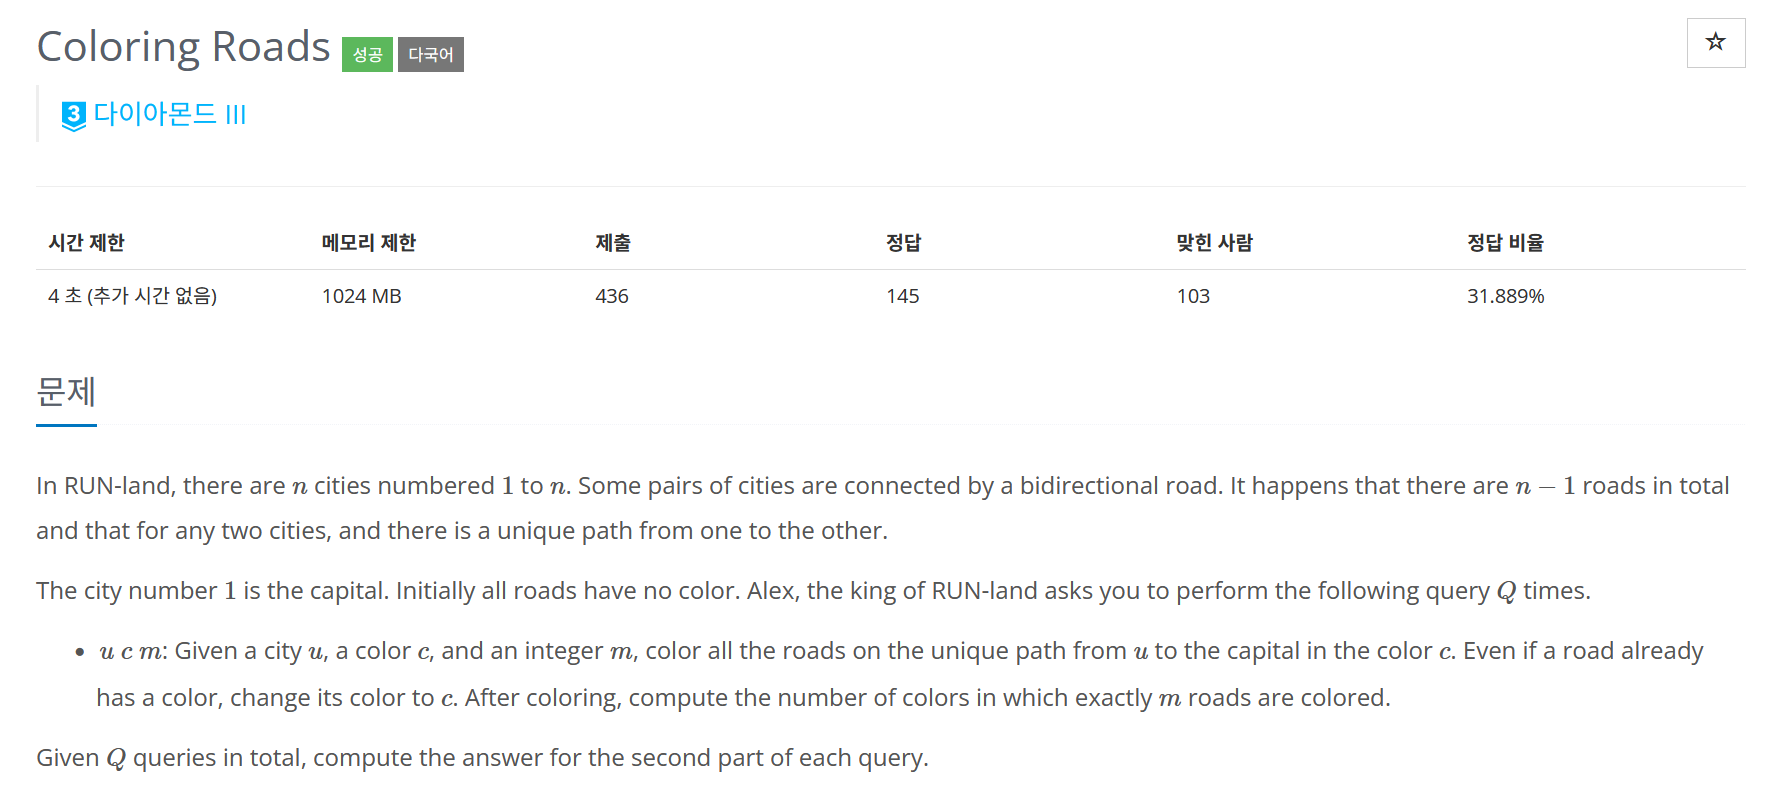 Coloring Roads 성공 다국어
☆
3 다이아몬드 III
시간 제한 메모리 제한 제출 정답 맞힌 사람 정답 비율
4 초 (추가 시간 없음) 1024 MB 436 145 103 31.889%
문제
In RUN-land, there are n cities numbered 1 to n. Some pairs of cities are connected by a bidirectional road. It happens that there are n − 1 roads in total
and that for any two cities, and there is a unique path from one to the other.
The city number 1 is the capital. Initially all roads have no color. Alex, the king of RUN-land asks you to perform the following query Q times.
• u c m: Given a city u, a color c, and an integer m, color all the roads on the unique path from u to the capital in the color c. Even if a road already
has a color, change its color to c. After coloring, compute the number of colors in which exactly m roads are colored.
Given Q queries in total, compute the answer for the second part of each query.